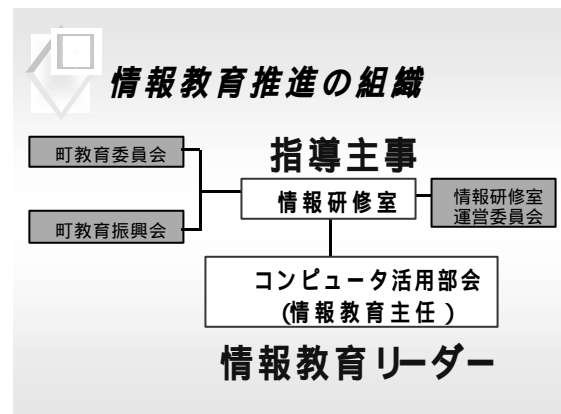 情報教育推進の組織
町教育委員会
指導主事
情報研修室
情報研修室
運営委員会
町教育振興会
コンピュータ活用部会
(情報教育主任)
情報教育リーダー